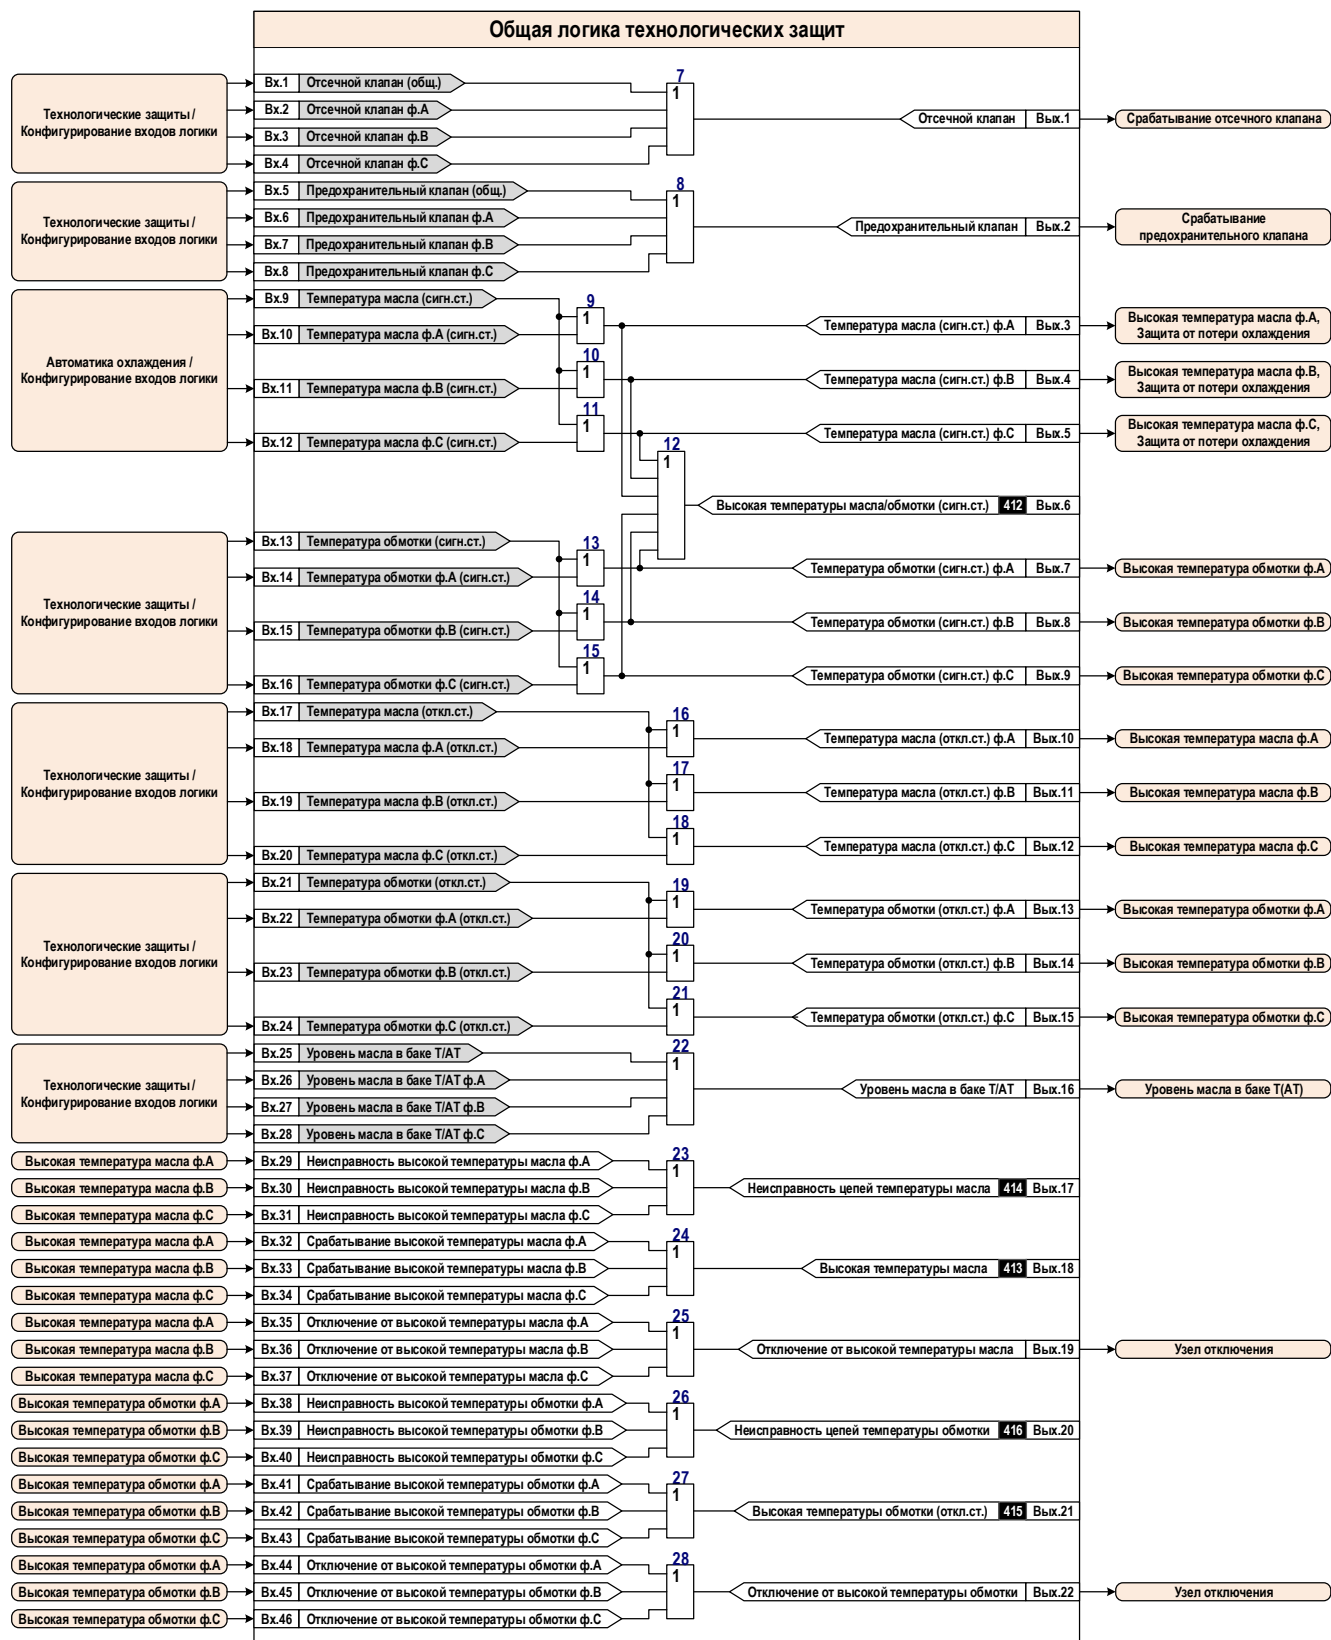 Общая логика технологических защит
Технологические защиты /
Конфигурирование входов логики
Вх.1 Отсечной клапан (общ.)
Вх.2 Отсечной клапан ф.А
Вх.3 Отсечной клапан ф.В
Вх.4 Отсечной клапан ф.С
7
1
Отсечной клапан Вых.1
Срабатывание отсечного клапана
Технологические защиты /
Конфигурирование входов логики
Вх.5 Предохранительный клапан (общ.)
Вх.6 Предохранительный клапан ф.А
Вх.7 Предохранительный клапан ф.В
Вх.8 Предохранительный клапан ф.С
8
1
Предохранительный клапан Вых.2
Срабатывание
предохранительного клапана
Автоматика охлаждения /
Конфигурирование входов логики
Вх.9 Температура масла (сигн.ст.)
Вх.10 Температура масла ф.А (сигн.ст.)
Вх.11 Температура масла ф.В (сигн.ст.)
Вх.12 Температура масла ф.С (сигн.ст.)
9
1
10
1
11
1
12
1
Температура масла (сигн.ст.) ф.А Вых.3
Высокая температура масла ф.А,
Защита от потери охлаждения
Температура масла (сигн.ст.) ф.В Вых.4
Высокая температура масла ф.В,
Защита от потери охлаждения
Температура масла (сигн.ст.) ф.С Вых.5
Высокая температура масла ф.С,
Защита от потери охлаждения
Высокая температуры масла/обмотки (сигн.ст.) 412 Вых.6
Технологические защиты /
Конфигурирование входов логики
Вх.13 Температура обмотки (сигн.ст.)
Вх.14 Температура обмотки ф.А (сигн.ст.)
Вх.15 Температура обмотки ф.В (сигн.ст.)
Вх.16 Температура обмотки ф.С (сигн.ст.)
13
1
14
1
15
1
Температура обмотки (сигн.ст.) ф.А Вых.7
Высокая температура обмотки ф.А
Температура обмотки (сигн.ст.) ф.В Вых.8
Высокая температура обмотки ф.В
Температура обмотки (сигн.ст.) ф.С Вых.9
Высокая температура обмотки ф.С
Технологические защиты /
Конфигурирование входов логики
Вх.17 Температура масла (откл.ст.)
Вх.18 Температура масла ф.А (откл.ст.)
Вх.19 Температура масла ф.В (откл.ст.)
Вх.20 Температура масла ф.С (откл.ст.)
16
1
17
1
18
1
Температура масла (откл.ст.) ф.А Вых.10
Высокая температура масла ф.А
Температура масла (откл.ст.) ф.В Вых.11
Высокая температура масла ф.В
Температура масла (откл.ст.) ф.С Вых.12
Высокая температура масла ф.С
Технологические защиты /
Конфигурирование входов логики
Вх.21 Температура обмотки (откл.ст.)
Вх.22 Температура обмотки ф.А (откл.ст.)
Вх.23 Температура обмотки ф.В (откл.ст.)
Вх.24 Температура обмотки ф.С (откл.ст.)
19
1
20
1
21
1
Температура обмотки (откл.ст.) ф.А Вых.13
Высокая температура обмотки ф.А
Температура обмотки (откл.ст.) ф.В Вых.14
Высокая температура обмотки ф.В
Температура обмотки (откл.ст.) ф.С Вых.15
Высокая температура обмотки ф.С
Технологические защиты /
Конфигурирование входов логики
Вх.25 Уровень масла в баке Т/АТ
Вх.26 Уровень масла в баке Т/АТ ф.А
Вх.27 Уровень масла в баке Т/АТ ф.В
Вх.28 Уровень масла в баке Т/АТ ф.С
22
1
Уровень масла в баке Т/АТ Вых.16
Уровень масла в баке Т(АТ)
Высокая температура масла ф.А Вх.29 Неисправность высокой температуры масла ф.А
Высокая температура масла ф.В Вх.30 Неисправность высокой температуры масла ф.В
Высокая температура масла ф.С Вх.31 Неисправность высокой температуры масла ф.С
23
1
Неисправность цепей температуры масла 414 Вых.17
Высокая температура масла ф.А Вх.32 Срабатывание высокой температуры масла ф.А
Высокая температура масла ф.В Вх.33 Срабатывание высокой температуры масла ф.В
Высокая температура масла ф.С Вх.34 Срабатывание высокой температуры масла ф.С
24
1
Высокая температуры масла 413 Вых.18
Высокая температура масла ф.А Вх.35 Отключение от высокой температуры масла ф.А
Высокая температура масла ф.В Вх.36 Отключение от высокой температуры масла ф.В
Высокая температура масла ф.С Вх.37 Отключение от высокой температуры масла ф.С
25
1
Отключение от высокой температуры масла Вых.19
Узел отключения
Высокая температура обмотки ф.А Вх.38 Неисправность высокой температуры обмотки ф.А
Высокая температура обмотки ф.В Вх.39 Неисправность высокой температуры обмотки ф.В
Высокая температура обмотки ф.С Вх.40 Неисправность высокой температуры обмотки ф.С
26
1
Неисправность цепей температуры обмотки 416 Вых.20
Высокая температура обмотки ф.А Вх.41 Срабатывание высокой температуры обмотки ф.А
Высокая температура обмотки ф.В Вх.42 Срабатывание высокой температуры обмотки ф.В
Высокая температура обмотки ф.С Вх.43 Срабатывание высокой температуры обмотки ф.С
27
1
Высокая температуры обмотки (откл.ст.) 415 Вых.21
Высокая температура обмотки ф.А Вх.44 Отключение от высокой температуры обмотки ф.А
Высокая температура обмотки ф.В Вх.45 Отключение от высокой температуры обмотки ф.В
Высокая температура обмотки ф.С Вх.46 Отключение от высокой температуры обмотки ф.С
28
1
Отключение от высокой температуры обмотки Вых.22
Узел отключения